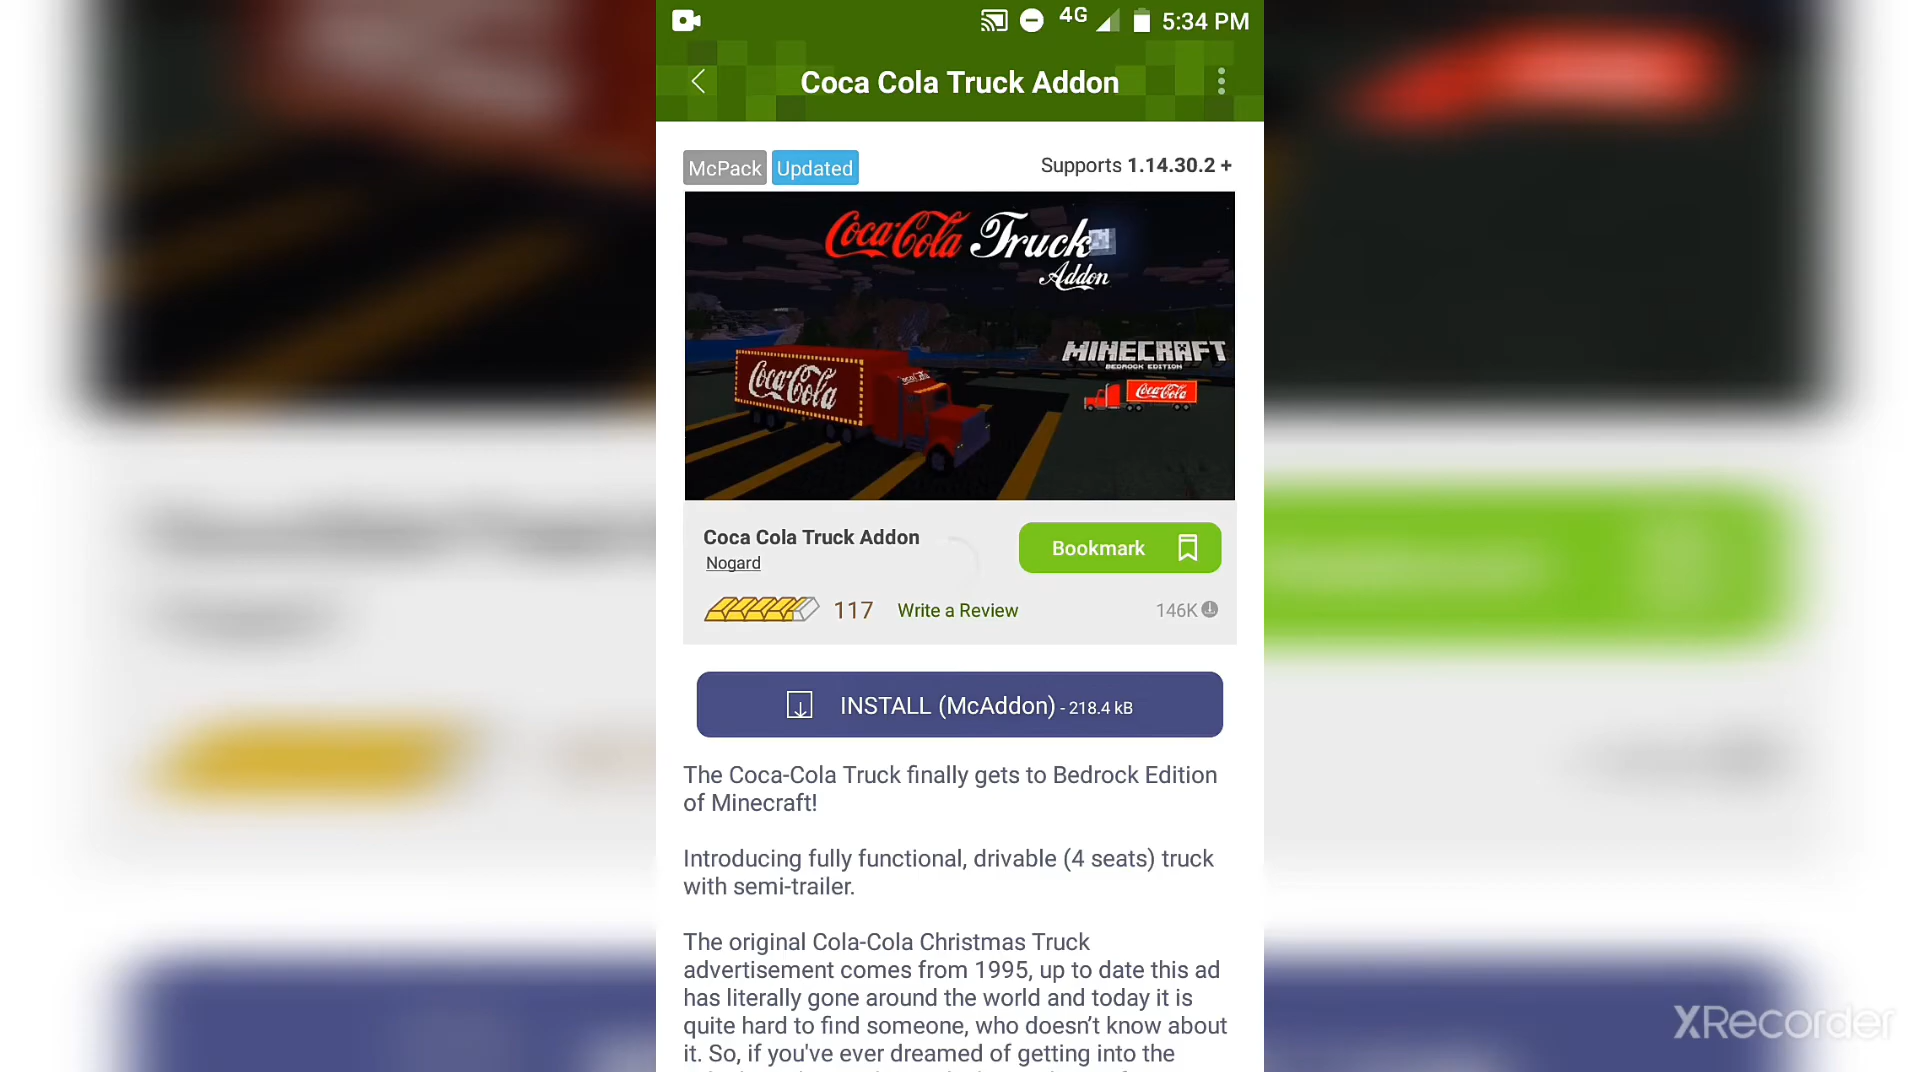 4G 5:34 PM
Coca Cola Truck Addon
McPack Updated Supports 1.14.30.2 +
Coca-Cola Truck
Addon
MINECRAFT
BEDROCK EDITION
Coca-Cola
Coca-Cola
Coca Cola Truck Addon
Nogard
Bookmark
117 Write a Review 146K
INSTALL (McAddon) - 218.4 kB
The Coca-Cola Truck finally gets to Bedrock Edition
of Minecraft!
Introducing fully functional, drivable (4 seats) truck
with semi-trailer.
The original Cola-Cola Christmas Truck
advertisement comes from 1995, up to date this ad
has literally gone around the world and today it is
quite hard to find someone, who doesn't know about
it. So, if you've ever dreamed of getting into the
XRecorder